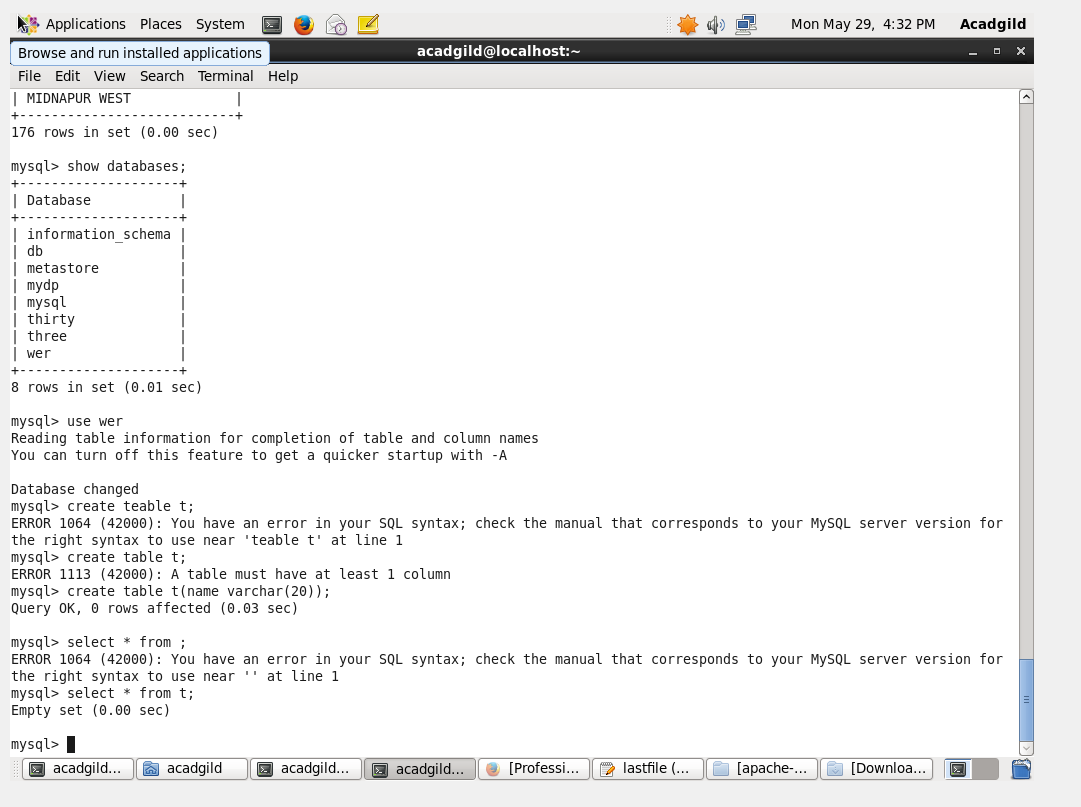 Applications Places System Mon May 29, 4:32 PM Acadgild
Browse and run installed applications acadgild@localhost:~
File Edit View Search Terminal Help
| MIDNAPUR WEST             |
+---------------------------+
176 rows in set (0.00 sec)
mysql> show databases;
+--------------------+
| Database           |
+--------------------+
| information_schema |
| db                 |
| metastore          |
| mydp               |
| mysql              |
| thirty             |
| three              |
| wer                |
+--------------------+
8 rows in set (0.01 sec)
mysql> use wer
Reading table information for completion of table and column names
You can turn off this feature to get a quicker startup with -A
Database changed
mysql> create teable t;
ERROR 1064 (42000): You have an error in your SQL syntax; check the manual that corresponds to your MySQL server version for
the right syntax to use near 'teable t' at line 1
mysql> create table t;
ERROR 1113 (42000): A table must have at least 1 column
mysql> create table t(name varchar(20));
Query OK, 0 rows affected (0.03 sec)
mysql> select * from ;
ERROR 1064 (42000): You have an error in your SQL syntax; check the manual that corresponds to your MySQL server version for
the right syntax to use near '' at line 1
mysql> select * from t;
Empty set (0.00 sec)
mysql>
acadgild... acadgild acadgild... acadgild... [Professi... lastfile (... [apache-... [Downloa...